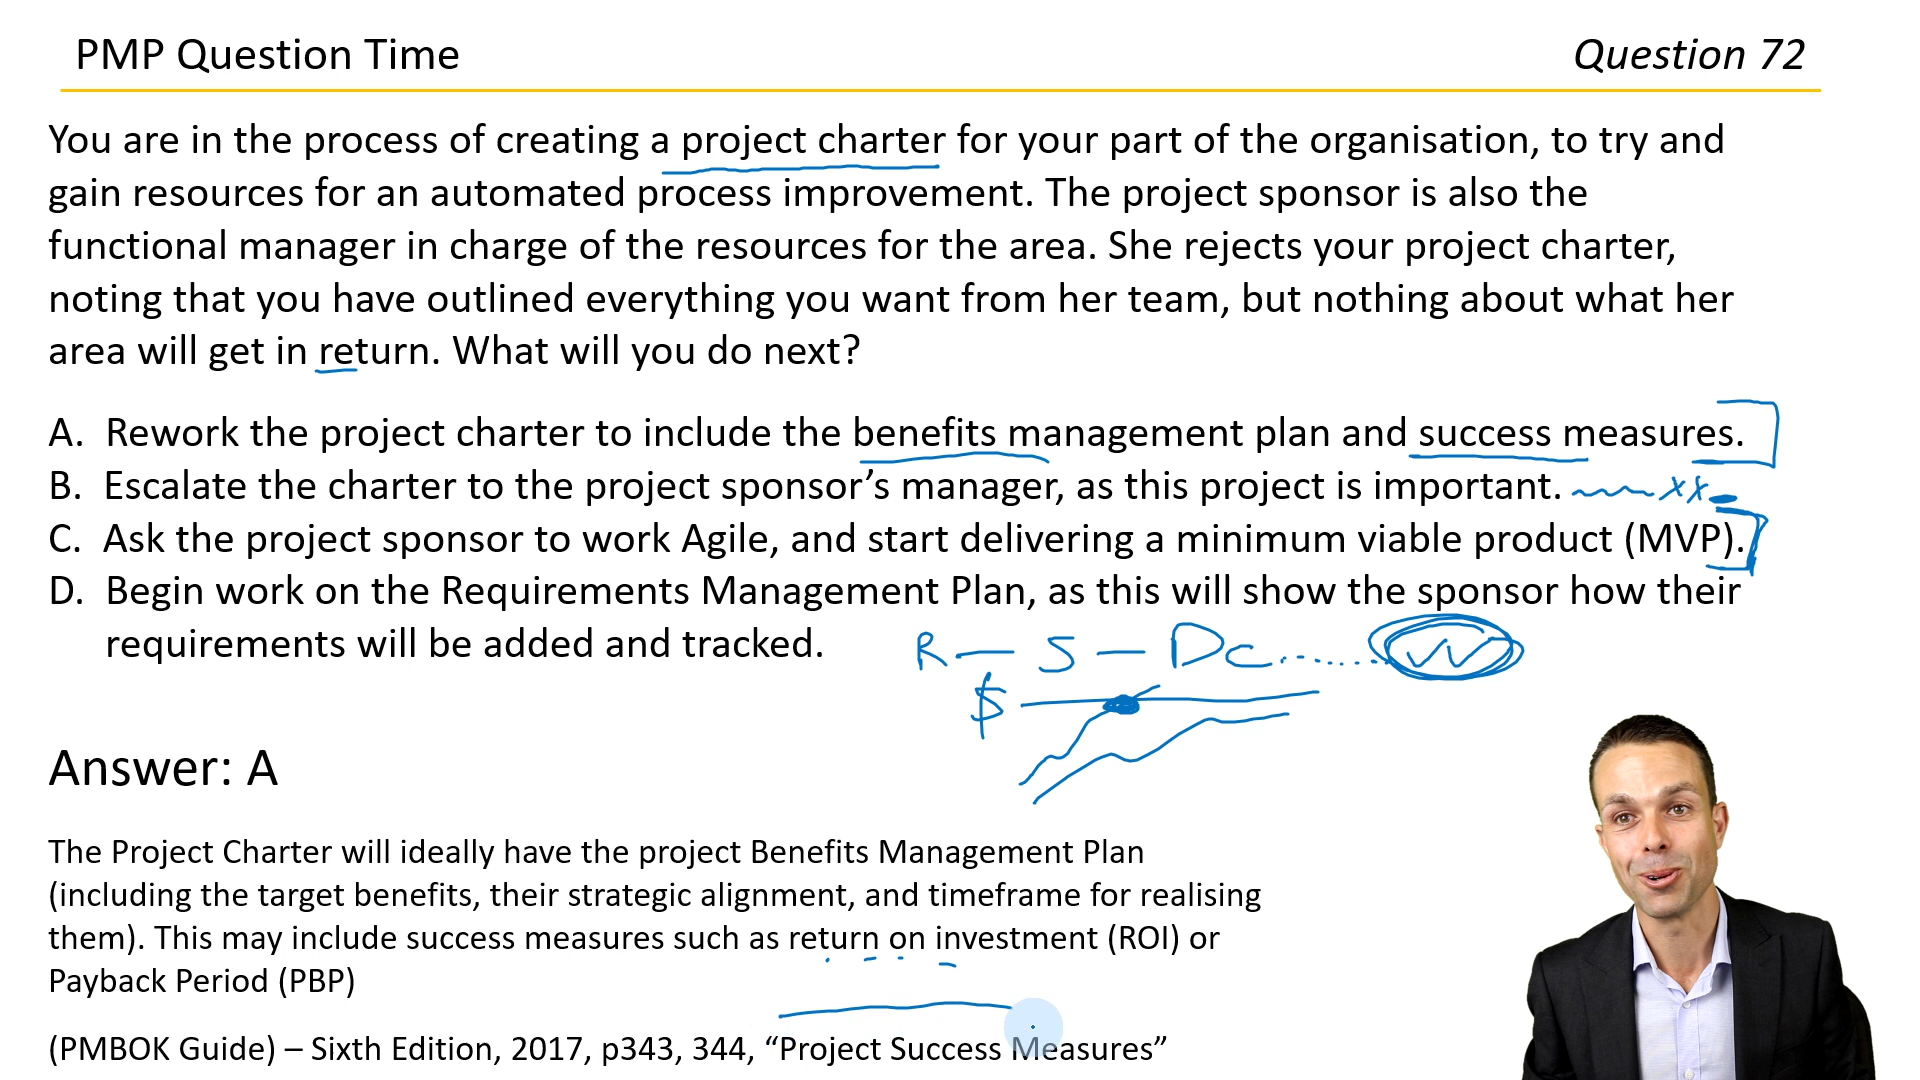 PMP Question Time
Question 72
You are in the process of creating a project charter for your part of the organisation, to try and
gain resources for an automated process improvement. The project sponsor is also the
functional manager in charge of the resources for the area. She rejects your project charter,
noting that you have outlined everything you want from her team, but nothing about what her
area will get in return. What will you do next?
A. Rework the project charter to include the benefits management plan and success measures.
B. Escalate the charter to the project sponsor’s manager, as this project is important.
C. Ask the project sponsor to work Agile, and start delivering a minimum viable product (MVP).
D. Begin work on the Requirements Management Plan, as this will show the sponsor how their
requirements will be added and tracked.
R – S – Dc......
$
Answer: A
The Project Charter will ideally have the project Benefits Management Plan
(including the target benefits, their strategic alignment, and timeframe for realising
them). This may include success measures such as return on investment (ROI) or
Payback Period (PBP)
(PMBOK Guide) – Sixth Edition, 2017, p343, 344, “Project Success Measures”